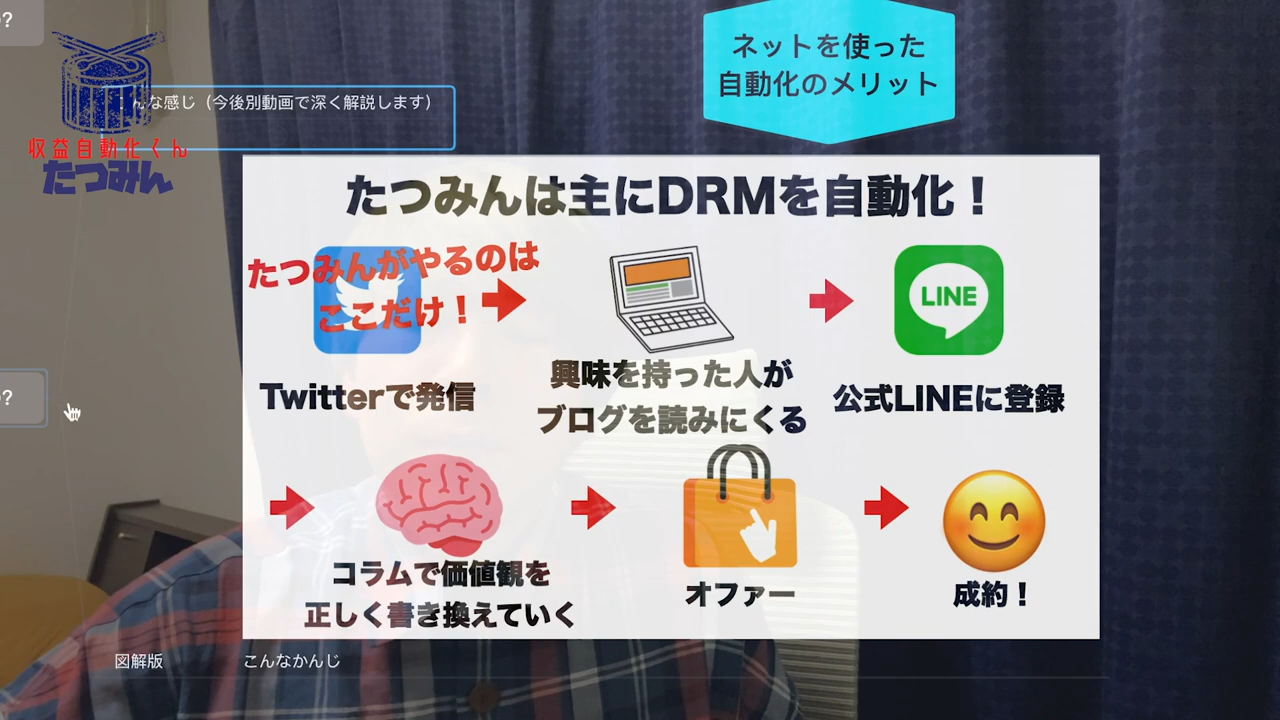 ?
ネットを使った
自動化のメリット
んな感じ（今後別動画で深く解説します）
収益自動化くん
たつみん
たつみんは主にDRMを自動化！
たつみんがやるのは
ここだけ！
LINE
Twitterで発信
興味を持った人が
ブログを読みにくる
公式LINEに登録
?
コラムで価値観を
正しく書き換えていく
オファー
成約！
図解版
こんなかんじ